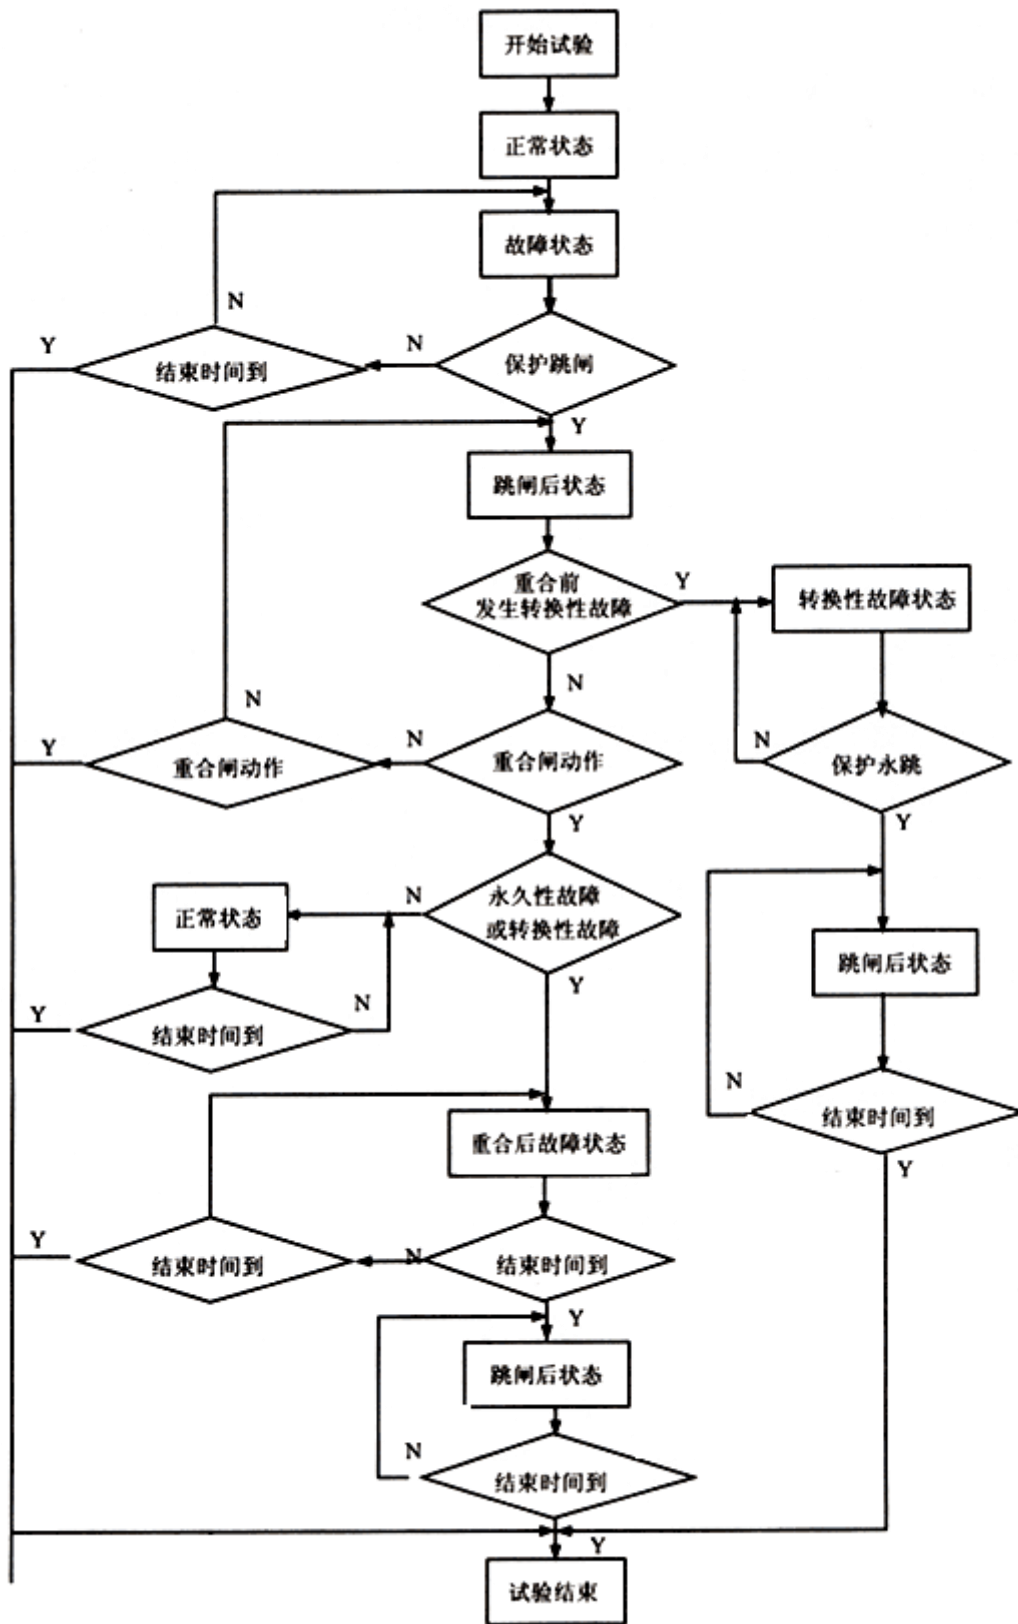 开始试验
正常状态
故障状态
N
Y
N
结束时间到
保护跳闸
Y
跳闸后状态
重合前
发生转换性故障
Y
转换性故障状态
N
N
Y
N
N
重合闸动作
重合闸动作
保护永跳
Y
Y
永久性故障
或转换性故障
N
正常状态
跳闸后状态
Y
N
Y
结束时间到
N
结束时间到
重合后故障状态
Y
Y
N
结束时间到
结束时间到
Y
跳闸后状态
N
结束时间到
Y
试验结束